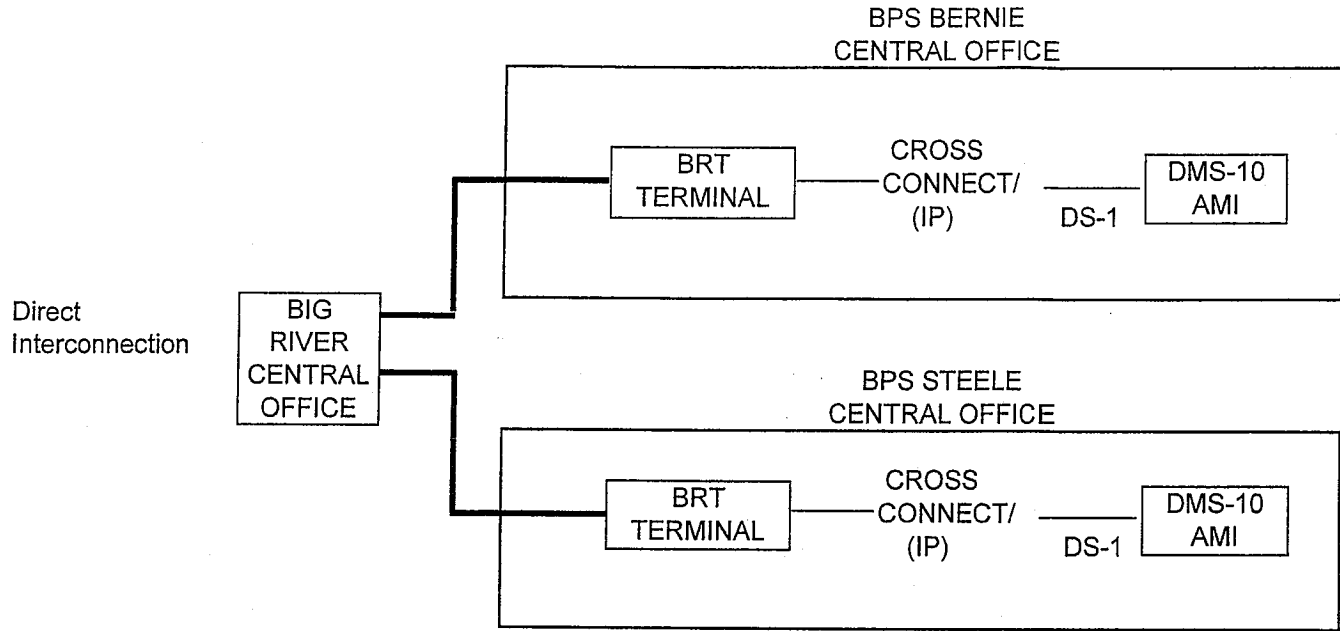 BPS BERNIE
CENTRAL OFFICE
BRT
TERMINAL
CROSS
CONNECT/
(IP)
DS-1
DMS-10
AMI
Direct
Interconnection
BIG
RIVER
CENTRAL
OFFICE
BPS STEELE
CENTRAL OFFICE
BRT
TERMINAL
CROSS
CONNECT/
(IP)
DS-1
DMS-10
AMI